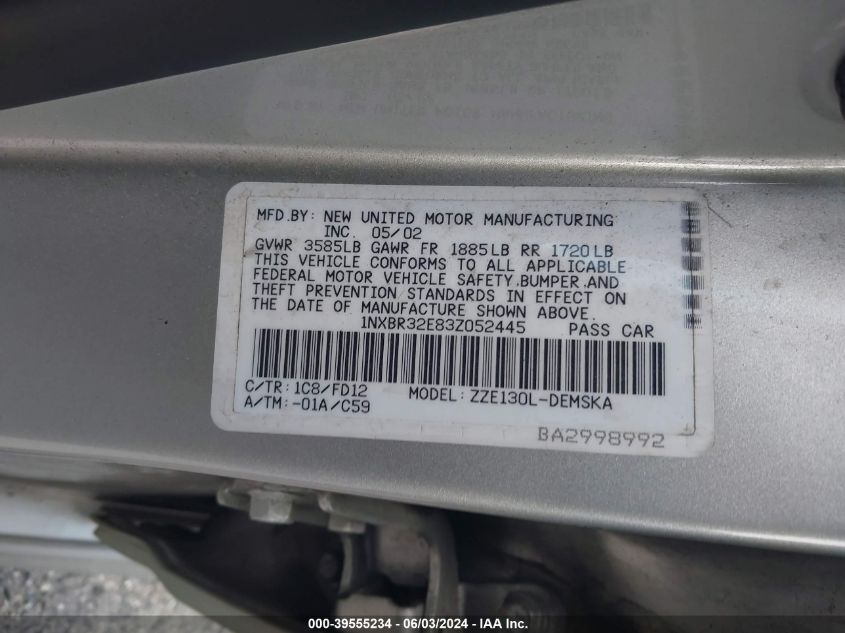 MFD.BY: NEW UNITED MOTOR MANUFACTURING
INC. 05/02
GVWR 3585LB GAWR FR 1885LB RR 1720LB
THIS VEHICLE CONFORMS TO ALL APPLICABLE
FEDERAL MOTOR VEHICLE SAFETY,BUMPER,AND
THEFT PREVENTION STANDARDS IN EFFECT ON
THE DATE OF MANUFACTURE SHOWN ABOVE.
1NXBR32E83Z052445 PASS CAR
C/TR:1C8/FD12 MODEL:ZZE130L-DEMSKA
A/TM:-01A/C59
BA2998992
000-39555234 - 06/03/2024 - IAA Inc.